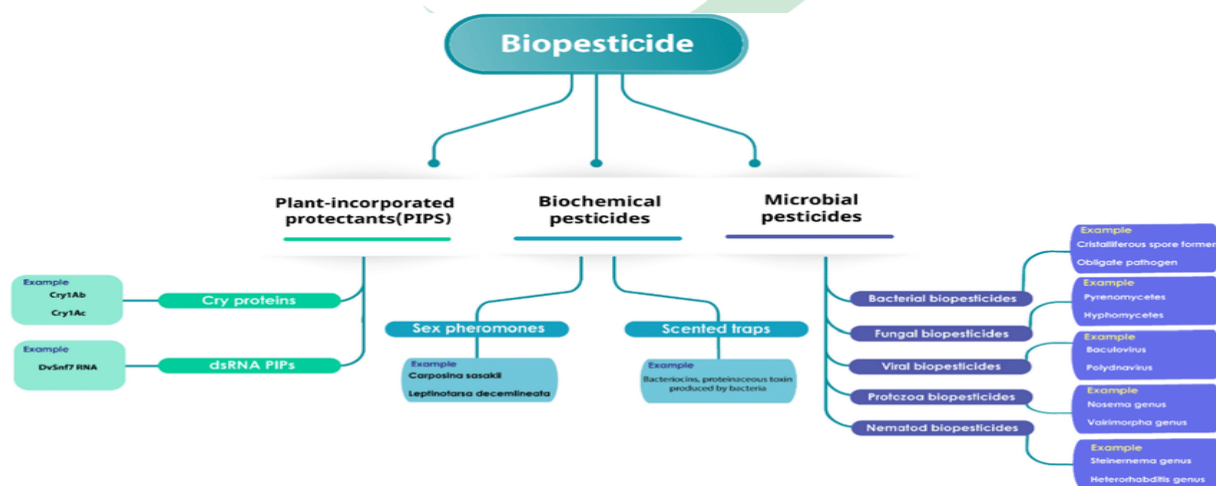 Biopesticide
Plant-incorporated
protectants(PIPS)
Biochemical
pesticides
Microbial
pesticides
Cry proteins
Example
Cry1Ab
Cry1Ac
dsRNA PIPs
Example
DvSnf7 RNA
Sex pheromones
Example
Carposina sasakii
Leptinotarsa decemlineata
Scented traps
Example
Bacteriocins, proteinaceous toxin
produced by bacteria
Bacterial biopesticides
Example
Cristalliferous spore former
Obligate pathogen
Fungal biopesticides
Example
Pyrenomycetes
Hyphomycetes
Viral biopesticides
Example
Baculovirus
Polydnavirus
Protozoa biopesticides
Example
Nosema genus
Vairimorpha genus
Nematod biopesticides
Example
Steinernema genus
Heterorhabditis genus